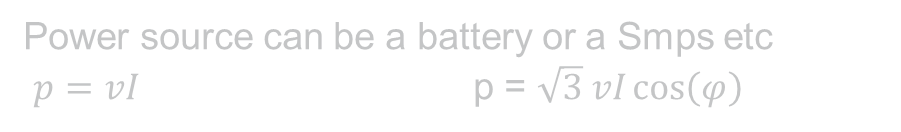 Power source can be a battery or a Smps etc
𝑝 = 𝑣𝐼 p = √3 𝑣𝐼 cos(𝜑)